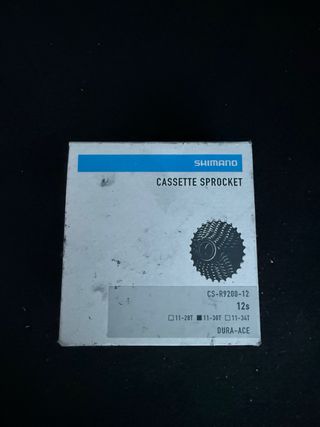 SHIMANO
CASSETTE SPROCKET
CS-R9200-12
12s
□11-28T ■11-30T □11-34T
DURA-ACE